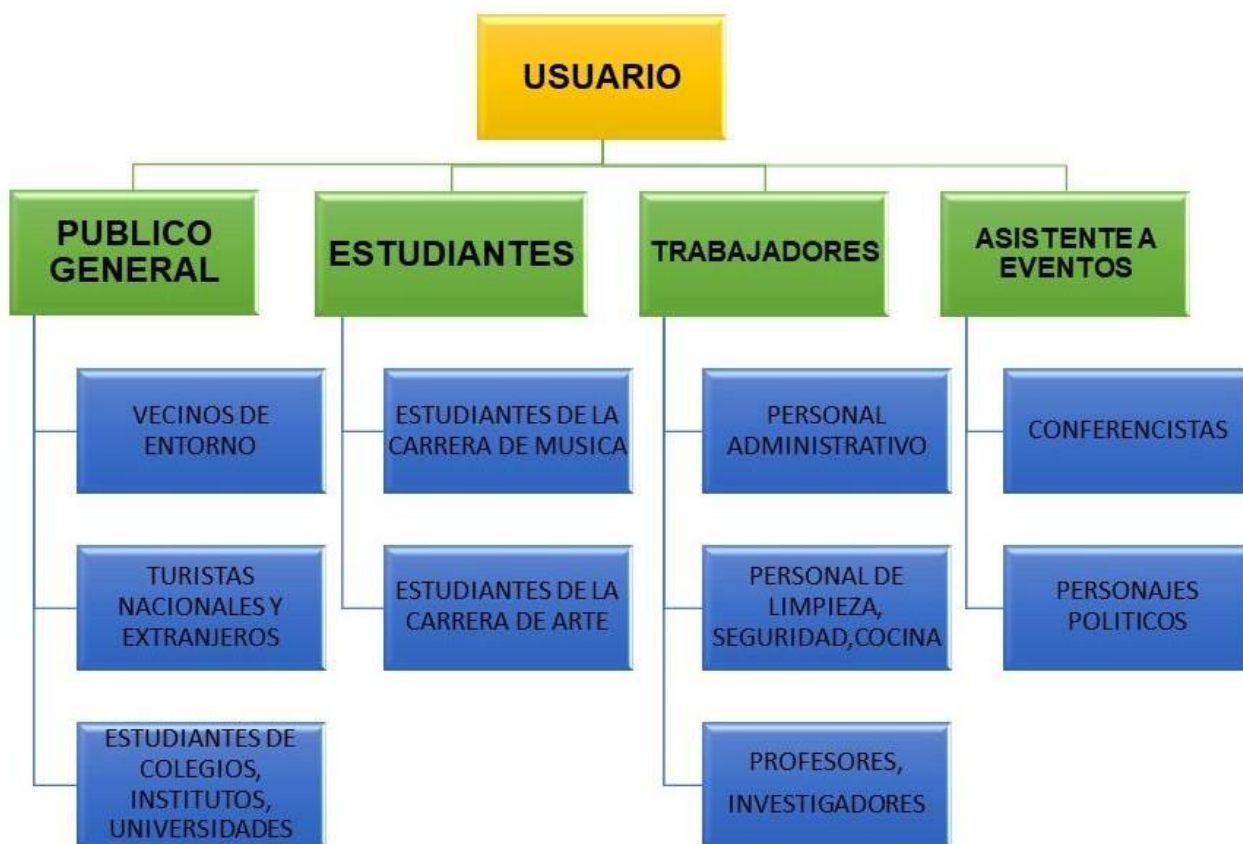 USUARIO
PUBLICO
GENERAL
VECINOS DE
ENTORNO
TURISTAS
NACIONALES Y
EXTRANJEROS
ESTUDIANTES DE
COLEGIOS,
INSTITUTOS,
UNIVERSIDADES
ESTUDIANTES
ESTUDIANTES DE LA
CARRERA DE MUSICA
ESTUDIANTES DE LA
CARRERA DE ARTE
TRABAJADORES
PERSONAL
ADMINISTRATIVO
PERSONAL DE
LIMPIEZA,
SEGURIDAD,COCINA
PROFESORES,
INVESTIGADORES
ASISTENTE A
EVENTOS
CONFERENCISTAS
PERSONAJES
POLITICOS